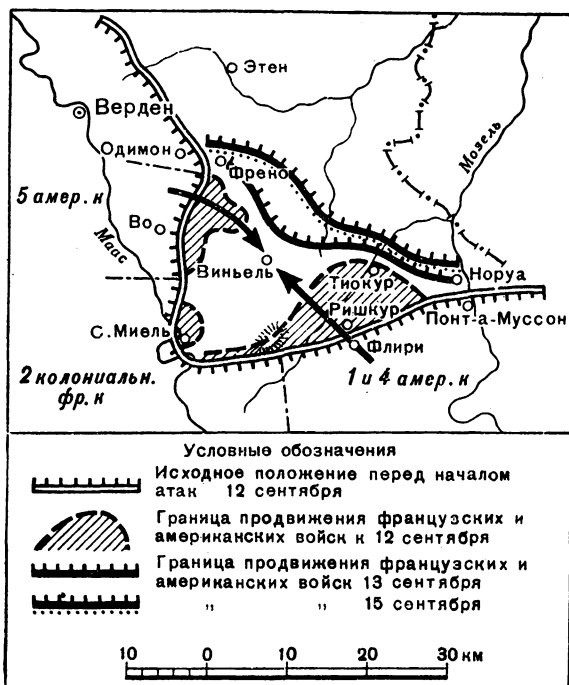 Этен
Верден
Одимон
Френо
Мозель
5 амер. к
Во
Маас
Виньель
Тиокур
Норуа
Ришкур
Понт-а-Муссон
С. Миель
Флири
2 колониальн.
фр. к
1 и 4 амер. к
Условные обозначения
Исходное положение перед началом
атак 12 сентября
Граница продвижения французских и
американских войск к 12 сентября
Граница продвижения французских и
американских войск 13 сентября
„ „ 15 сентября
10 0 10 20 30 км